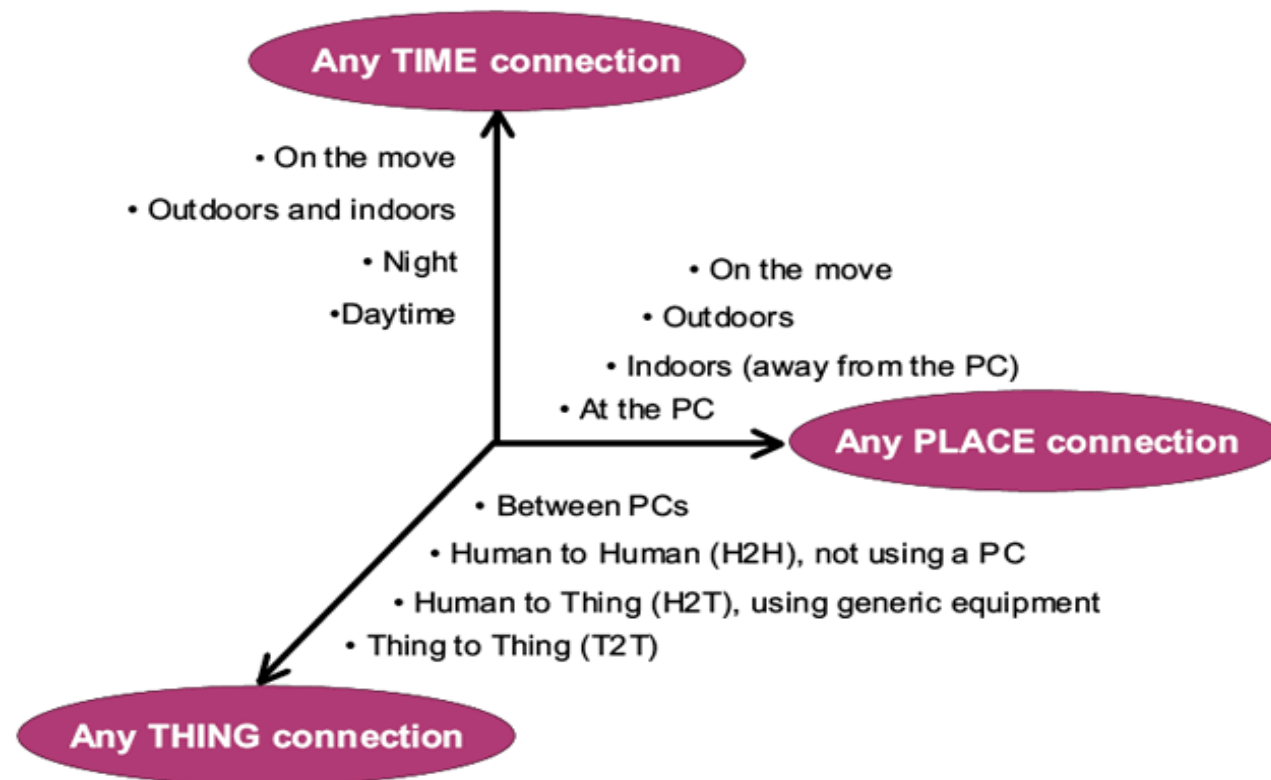 Any TIME connection
• On the move
• Outdoors and indoors
• Night
•Daytime
• On the move
• Outdoors
• Indoors (away from the PC)
• At the PC
Any PLACE connection
• Between PCs
• Human to Human (H2H), not using a PC
• Human to Thing (H2T), using generic equipment
• Thing to Thing (T2T)
Any THING connection